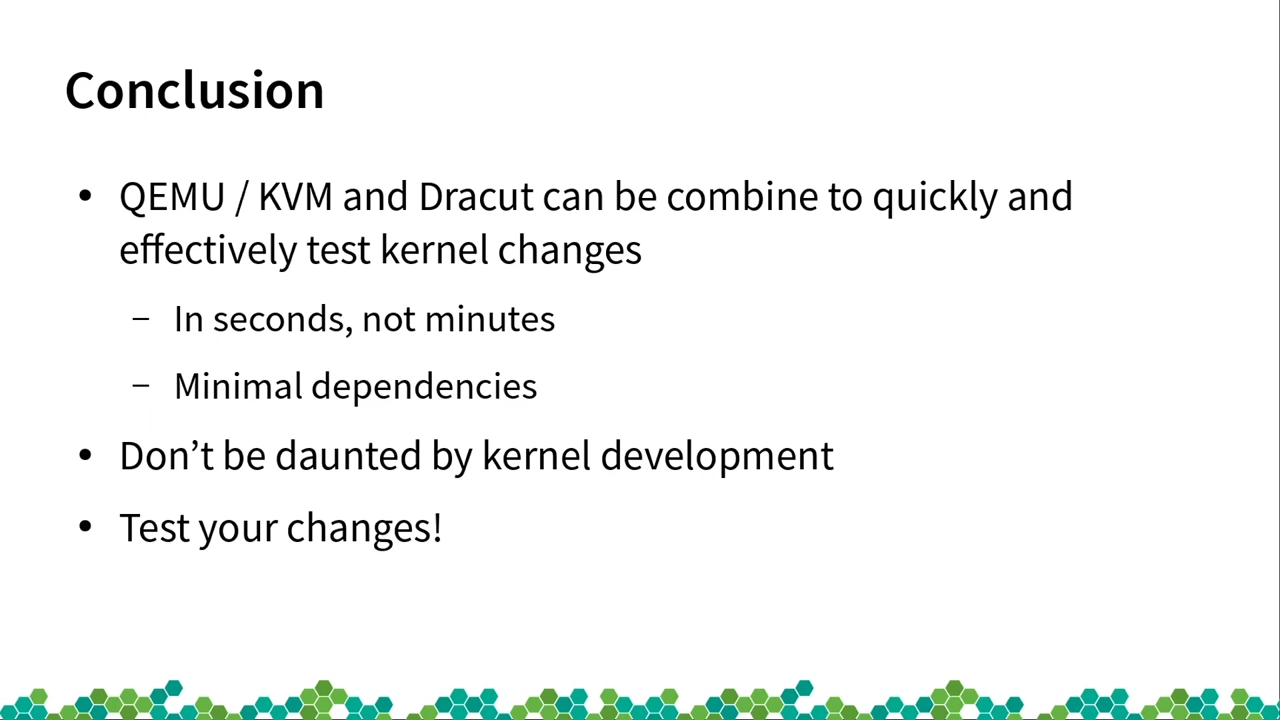 Conclusion
• QEMU / KVM and Dracut can be combine to quickly and
effectively test kernel changes
– In seconds, not minutes
– Minimal dependencies
• Don’t be daunted by kernel development
• Test your changes!